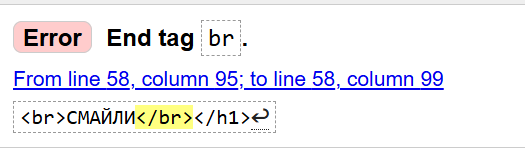 Error End tag br.
From line 58, column 95; to line 58, column 99
<br>СМАЙЛИ</br></h1>↩